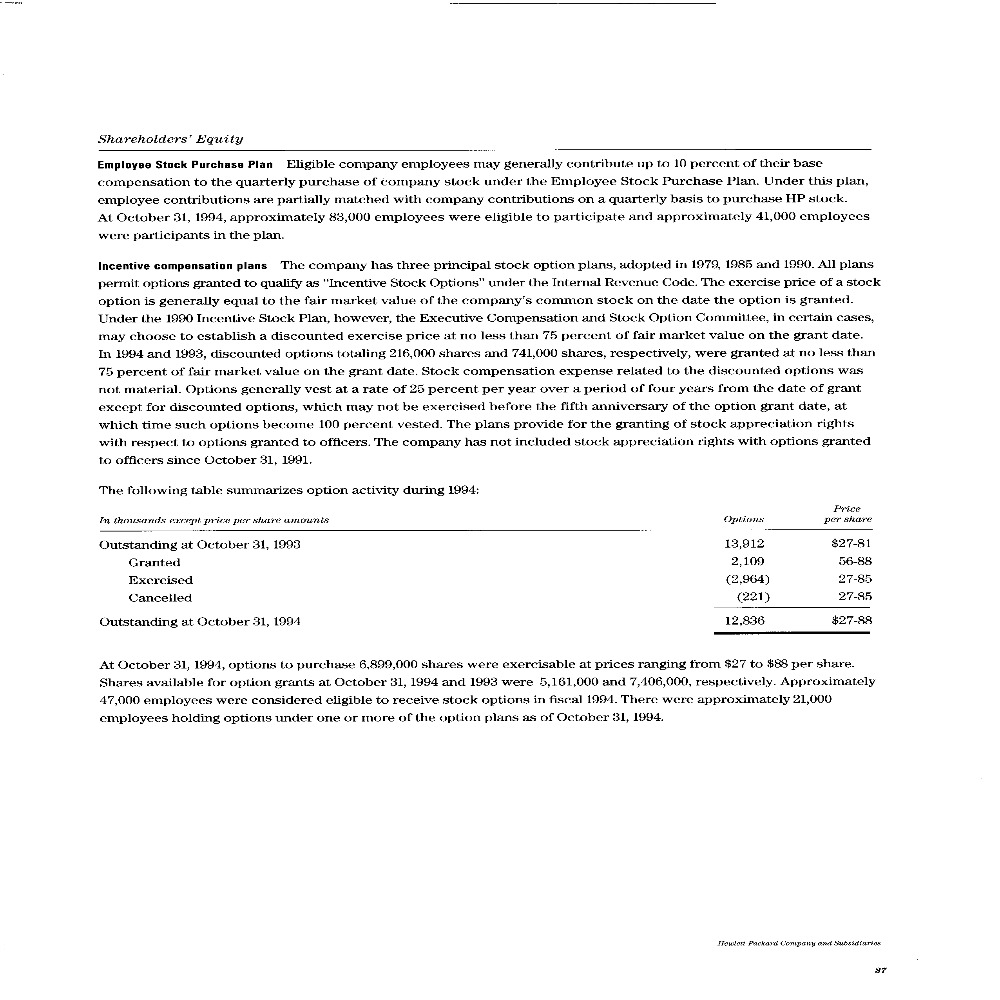 Shareholders' Equity
Employee Stock Purchase Plan Eligible company employees may generally contribute up to 10 percent of their base
compensation to the quarterly purchase of company stock under the Employee Stock Purchase Plan. Under this plan,
employee contributions are partially matched with company contributions on a quarterly basis to purchase HP stock.
At October 31, 1994, approximately 83,000 employees were eligible to participate and approximately 41,000 employees
were participants in the plan.
Incentive compensation plans The company has three principal stock option plans, adopted in 1979, 1985 and 1990. All plans
permit options granted to qualify as "Incentive Stock Options" under the Internal Revenue Code. The exercise price of a stock
option is generally equal to the fair market value of the company's common stock on the date the option is granted.
Under the 1990 Incentive Stock Plan, however, the Executive Compensation and Stock Option Committee, in certain cases,
may choose to establish a discounted exercise price at no less than 75 percent of fair market value on the grant date.
In 1994 and 1993, discounted options totaling 216,000 shares and 741,000 shares, respectively, were granted at no less than
75 percent of fair market value on the grant date. Stock compensation expense related to the discounted options was
not material. Options generally vest at a rate of 25 percent per year over a period of four years from the date of grant
except for discounted options, which may not be exercised before the fifth anniversary of the option grant date, at
which time such options become 100 percent vested. The plans provide for the granting of stock appreciation rights
with respect to options granted to officers. The company has not included stock appreciation rights with options granted
to officers since October 31, 1991.
The following table summarizes option activity during 1994:
Price
In thousands except price per share amounts Options per share
Outstanding at October 31, 1993 13,912 $27-81
Granted 2,109 56-88
Exercised (2,964) 27-85
Cancelled (221) 27-85
Outstanding at October 31, 1994 12,836 $27-88
At October 31, 1994, options to purchase 6,899,000 shares were exercisable at prices ranging from $27 to $88 per share.
Shares available for option grants at October 31, 1994 and 1993 were 5,161,000 and 7,406,000, respectively. Approximately
47,000 employees were considered eligible to receive stock options in fiscal 1994. There were approximately 21,000
employees holding options under one or more of the option plans as of October 31, 1994.
Hewlett Packard Company and Subsidiaries
37